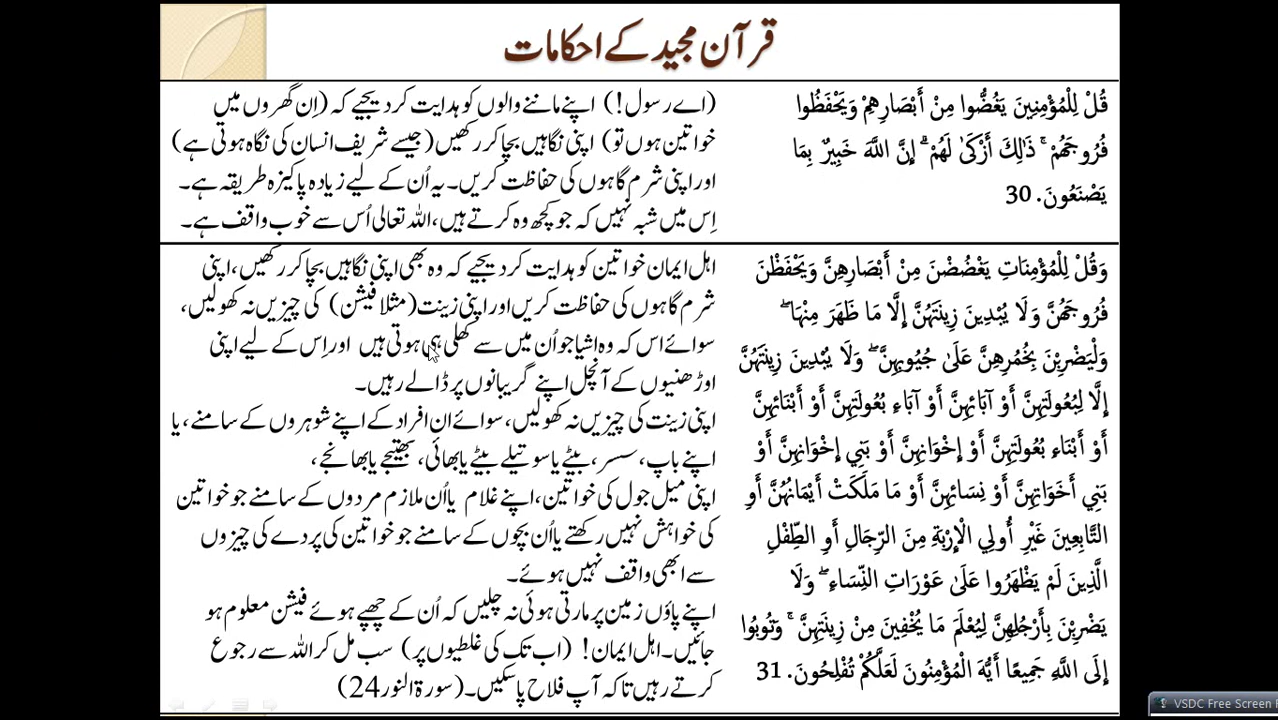 قرآن مجید کے احکامات
قُلْ لِلْمُؤْمِنِينَ يَغُضُّوا مِنْ أَبْصَارِهِمْ وَيَحْفَظُوا
فُرُوجَهُمْ ۚ ذَٰلِكَ أَزْكَىٰ لَهُمْ ۗ إِنَّ اللَّهَ خَبِيرٌ بِمَا
يَصْنَعُونَ. 30
(اے رسول!) اپنے ماننے والوں کو ہدایت کر دیجیے کہ (اِن گھروں میں
خواتین ہوں تو) اپنی نگاہیں بچا کر رکھیں (جیسے شریف انسان کی نگاہ ہوتی ہے)
اور اپنی شرم گاہوں کی حفاظت کریں۔ یہ اُن کے لیے زیادہ پاکیزہ طریقہ ہے۔
اِس میں شبہ نہیں کہ جو کچھ وہ کرتے ہیں، اللہ تعالی اُس سے خوب واقف ہے۔
وَقُلْ لِلْمُؤْمِنَاتِ يَغْضُضْنَ مِنْ أَبْصَارِهِنَّ وَيَحْفَظْنَ
فُرُوجَهُنَّ وَلَا يُبْدِينَ زِينَتَهُنَّ إِلَّا مَا ظَهَرَ مِنْهَا ۖ
وَلْيَضْرِبْنَ بِخُمُرِهِنَّ عَلَىٰ جُيُوبِهِنَّ ۖ وَلَا يُبْدِينَ زِينَتَهُنَّ
إِلَّا لِبُعُولَتِهِنَّ أَوْ آبَائِهِنَّ أَوْ آبَاءِ بُعُولَتِهِنَّ أَوْ أَبْنَائِهِنَّ
أَوْ أَبْنَاءِ بُعُولَتِهِنَّ أَوْ إِخْوَانِهِنَّ أَوْ بَنِي إِخْوَانِهِنَّ أَوْ
بَنِي أَخَوَاتِهِنَّ أَوْ نِسَائِهِنَّ أَوْ مَا مَلَكَتْ أَيْمَانُهُنَّ أَوِ
التَّابِعِينَ غَيْرِ أُولِي الْإِرْبَةِ مِنَ الرِّجَالِ أَوِ الطِّفْلِ
الَّذِينَ لَمْ يَظْهَرُوا عَلَىٰ عَوْرَاتِ النِّسَاءِ ۖ وَلَا
يَضْرِبْنَ بِأَرْجُلِهِنَّ لِيُعْلَمَ مَا يُخْفِينَ مِنْ زِينَتِهِنَّ ۚ وَتُوبُوا
إِلَى اللَّهِ جَمِيعًا أَيُّهَ الْمُؤْمِنُونَ لَعَلَّكُمْ تُفْلِحُونَ. 31
اہل ایمان خواتین کو ہدایت کر دیجیے کہ وہ بھی اپنی نگاہیں بچا کر رکھیں، اپنی
شرم گاہوں کی حفاظت کریں اور اپنی زینت (مثلا فیشن) کی چیزیں نہ کھولیں،
سوائے اس کہ وہ اشیا جو اُن میں سے کھلی ہی ہوتی ہیں اور اِس کے لیے اپنی
اوڑھنیوں کے آنچل اپنے گریبانوں پر ڈالے رہیں۔
اپنی زینت کی چیزیں نہ کھولیں، سوائے ان افراد کے اپنے شوہروں کے سامنے، یا
اپنے باپ، سسر، بیٹے یا سوتیلے بیٹے یا بھائی، بھتیجے یا بھانجے،
اپنی میل جول کی خواتین، اپنے غلام یا اُن ملازم مردوں کے سامنے جو خواتین
کی خواہش نہیں رکھتے یا اُن بچوں کے سامنے جو خواتین کی پردے کی چیزوں
سے ابھی واقف نہیں ہوئے۔
اپنے پاؤں زمین پر مارتی ہوئی نہ چلیں کہ اُن کے چھپے ہوئے فیشن معلوم ہو
جائیں۔ اہل ایمان! (اب تک کی غلطیوں پر) سب مل کر اللہ سے رجوع
کرتے رہیں تاکہ آپ فلاح پا سکیں۔ (سورۃ النور 24)
VSDC Free Screen